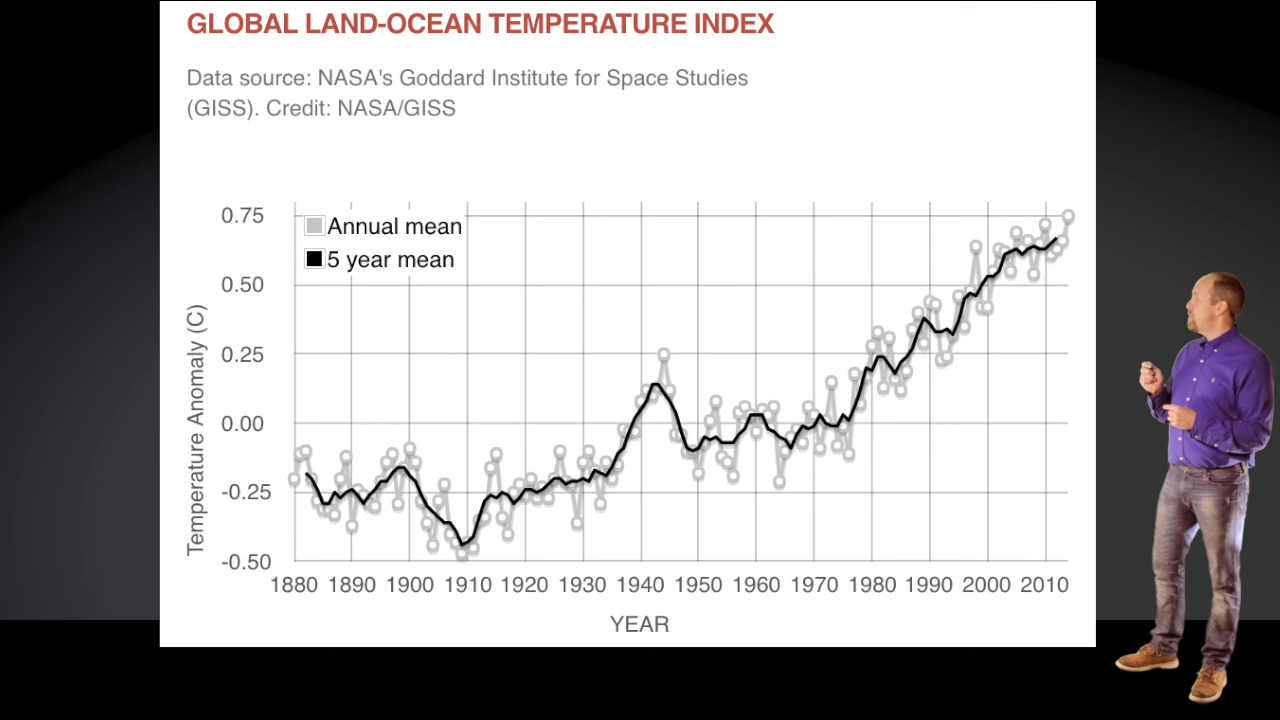 GLOBAL LAND-OCEAN TEMPERATURE INDEX
Data source: NASA's Goddard Institute for Space Studies
(GISS). Credit: NASA/GISS
0.75
0.50
0.25
0.00
-0.25
-0.50
Annual mean
5 year mean
Temperature Anomaly (C)
1880 1890 1900 1910 1920 1930 1940 1950 1960 1970 1980 1990 2000 2010
YEAR